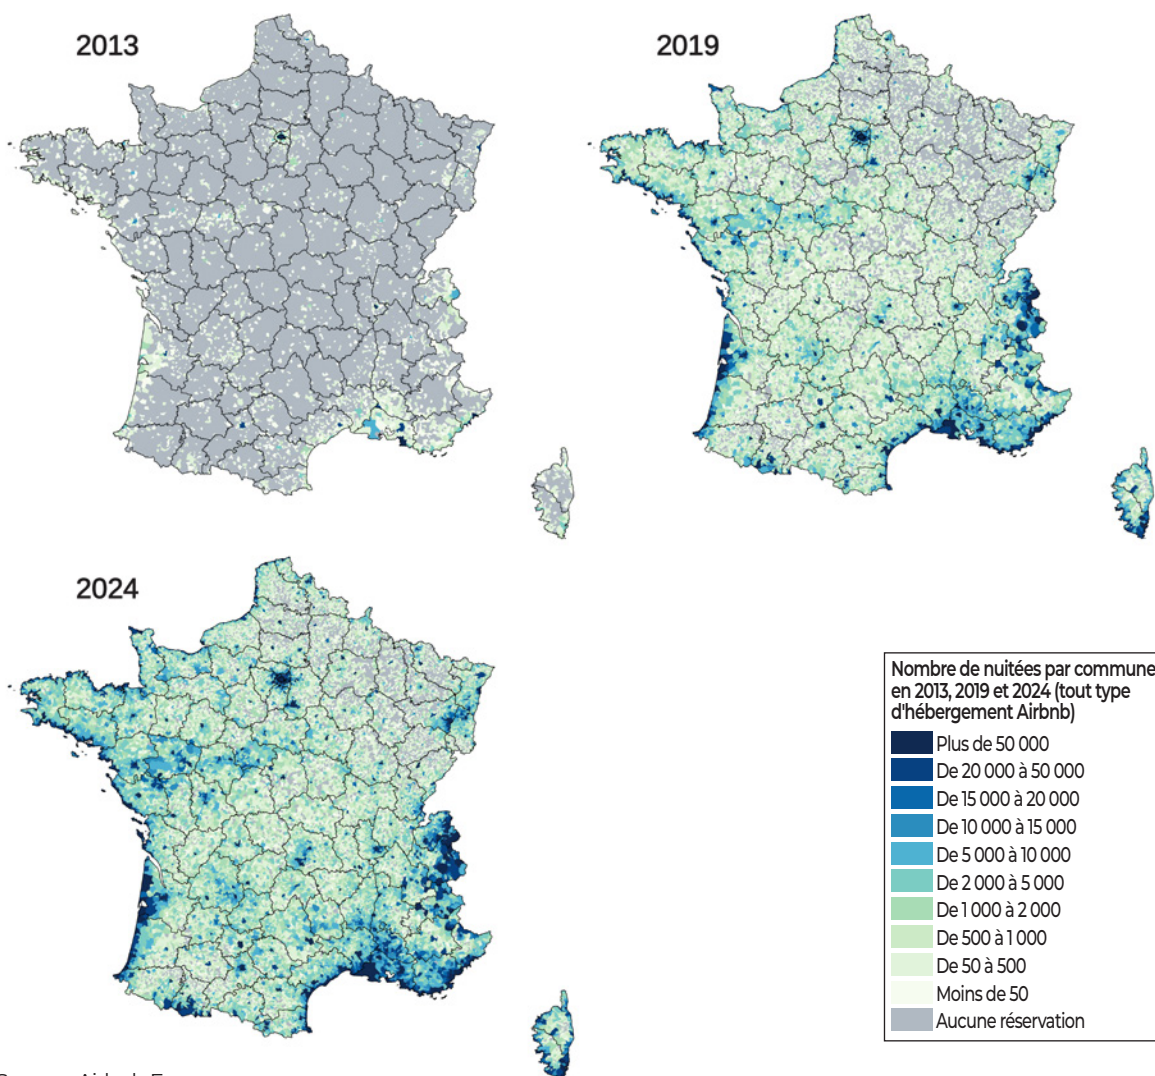 2013
2019
2024
Nombre de nuitées par commune
en 2013, 2019 et 2024 (tout type
d'hébergement Airbnb)
Plus de 50 000
De 20 000 à 50 000
De 15 000 à 20 000
De 10 000 à 15 000
De 5 000 à 10 000
De 2 000 à 5 000
De 1 000 à 2 000
De 500 à 1 000
De 50 à 500
Moins de 50
Aucune réservation